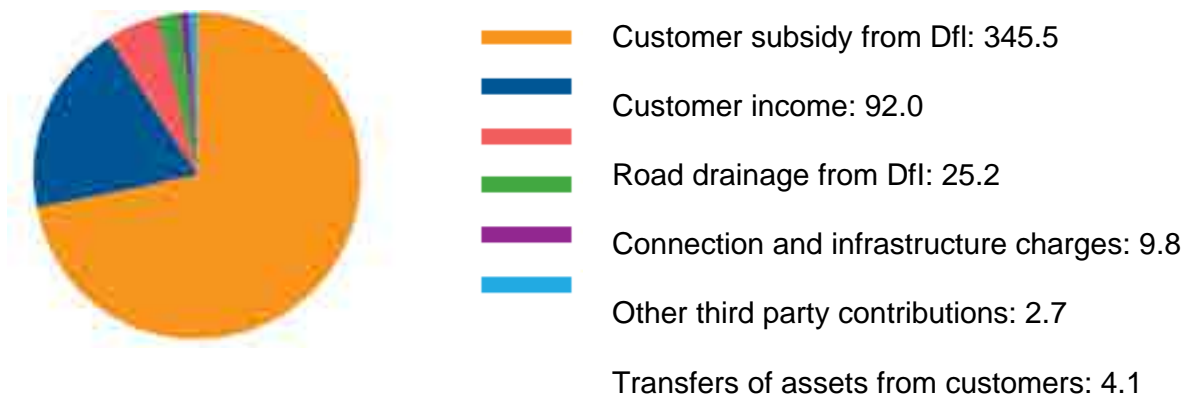 Customer subsidy from DfI: 345.5
Customer income: 92.0
Road drainage from DfI: 25.2
Connection and infrastructure charges: 9.8
Other third party contributions: 2.7
Transfers of assets from customers: 4.1